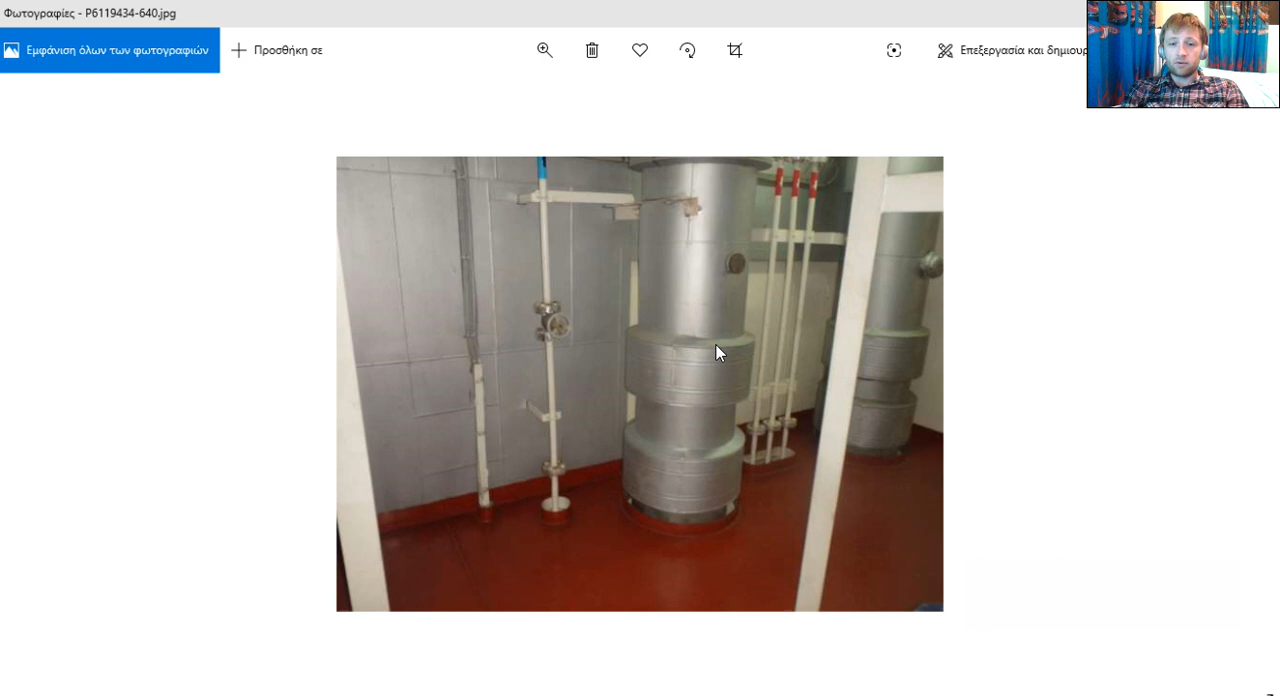 Φωτογραφίες - P6119434-640.jpg
Εμφάνιση όλων των φωτογραφιών
Προσθήκη σε
Επεξεργασία και δημιουρ